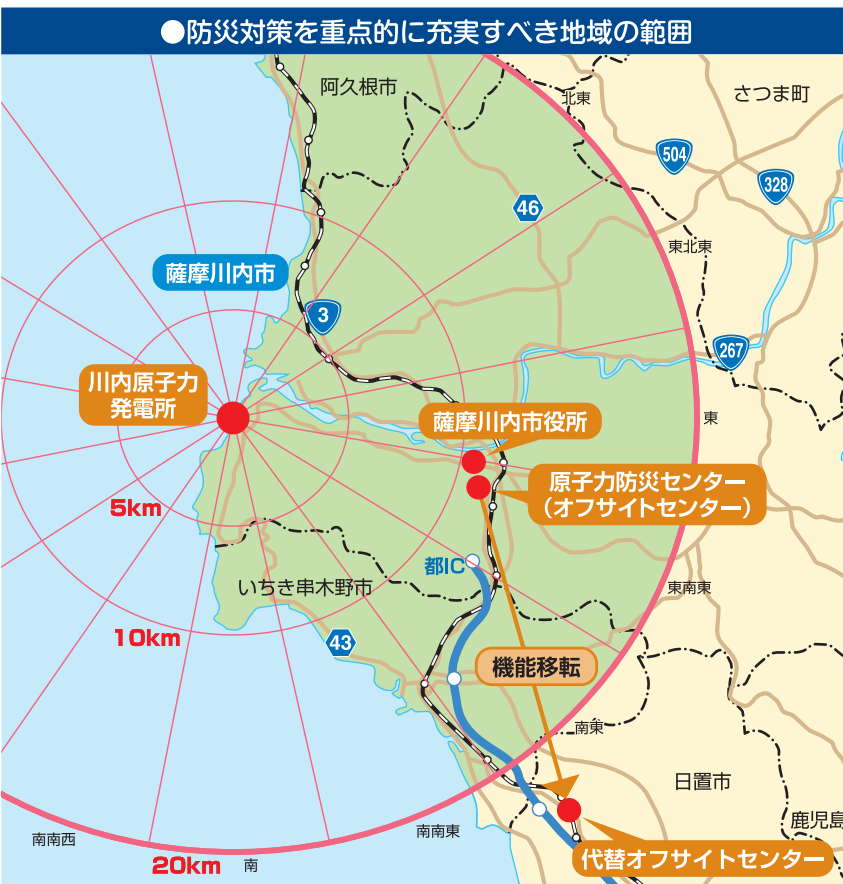 ●防災対策を重点的に充実すべき地域の範囲
阿久根市
北東
さつま町
504
328
46
東北東
薩摩川内市
3
267
川内原子力
発電所
薩摩川内市役所
東
原子力防災センター
（オフサイトセンター）
5km
都IC
いちき串木野市
東南東
10km
43
機能移転
南東
日置市
鹿児島
南南西
南南東
20km
南
代替オフサイトセンター